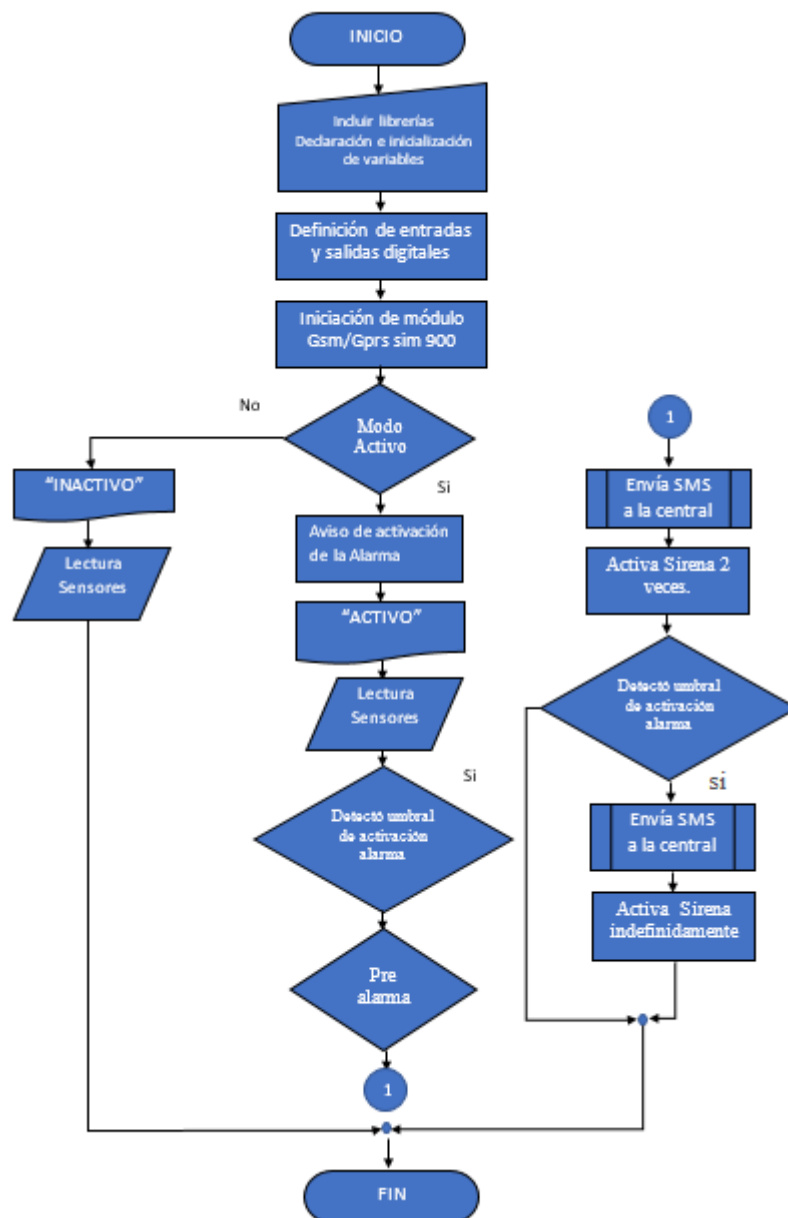 INICIO
Incluir librerías
Declaración e inicialización
de variables
Definición de entradas
y salidas digitales
Iniciación de módulo
Gsm/Gprs sim 900
No
Modo
Activo
Si
"INACTIVO"
Lectura
Sensores
Aviso de activación
de la Alarma
"ACTIVO"
Lectura
Sensores
Si
Detectó umbral
de activación
alarma
Pre
alarma
1
1
Envía SMS
a la central
Activa Sirena 2
veces.
Detectó umbral
de activación
alarma
si
Envía SMS
a la central
Activa Sirena
indefinidamente
FIN